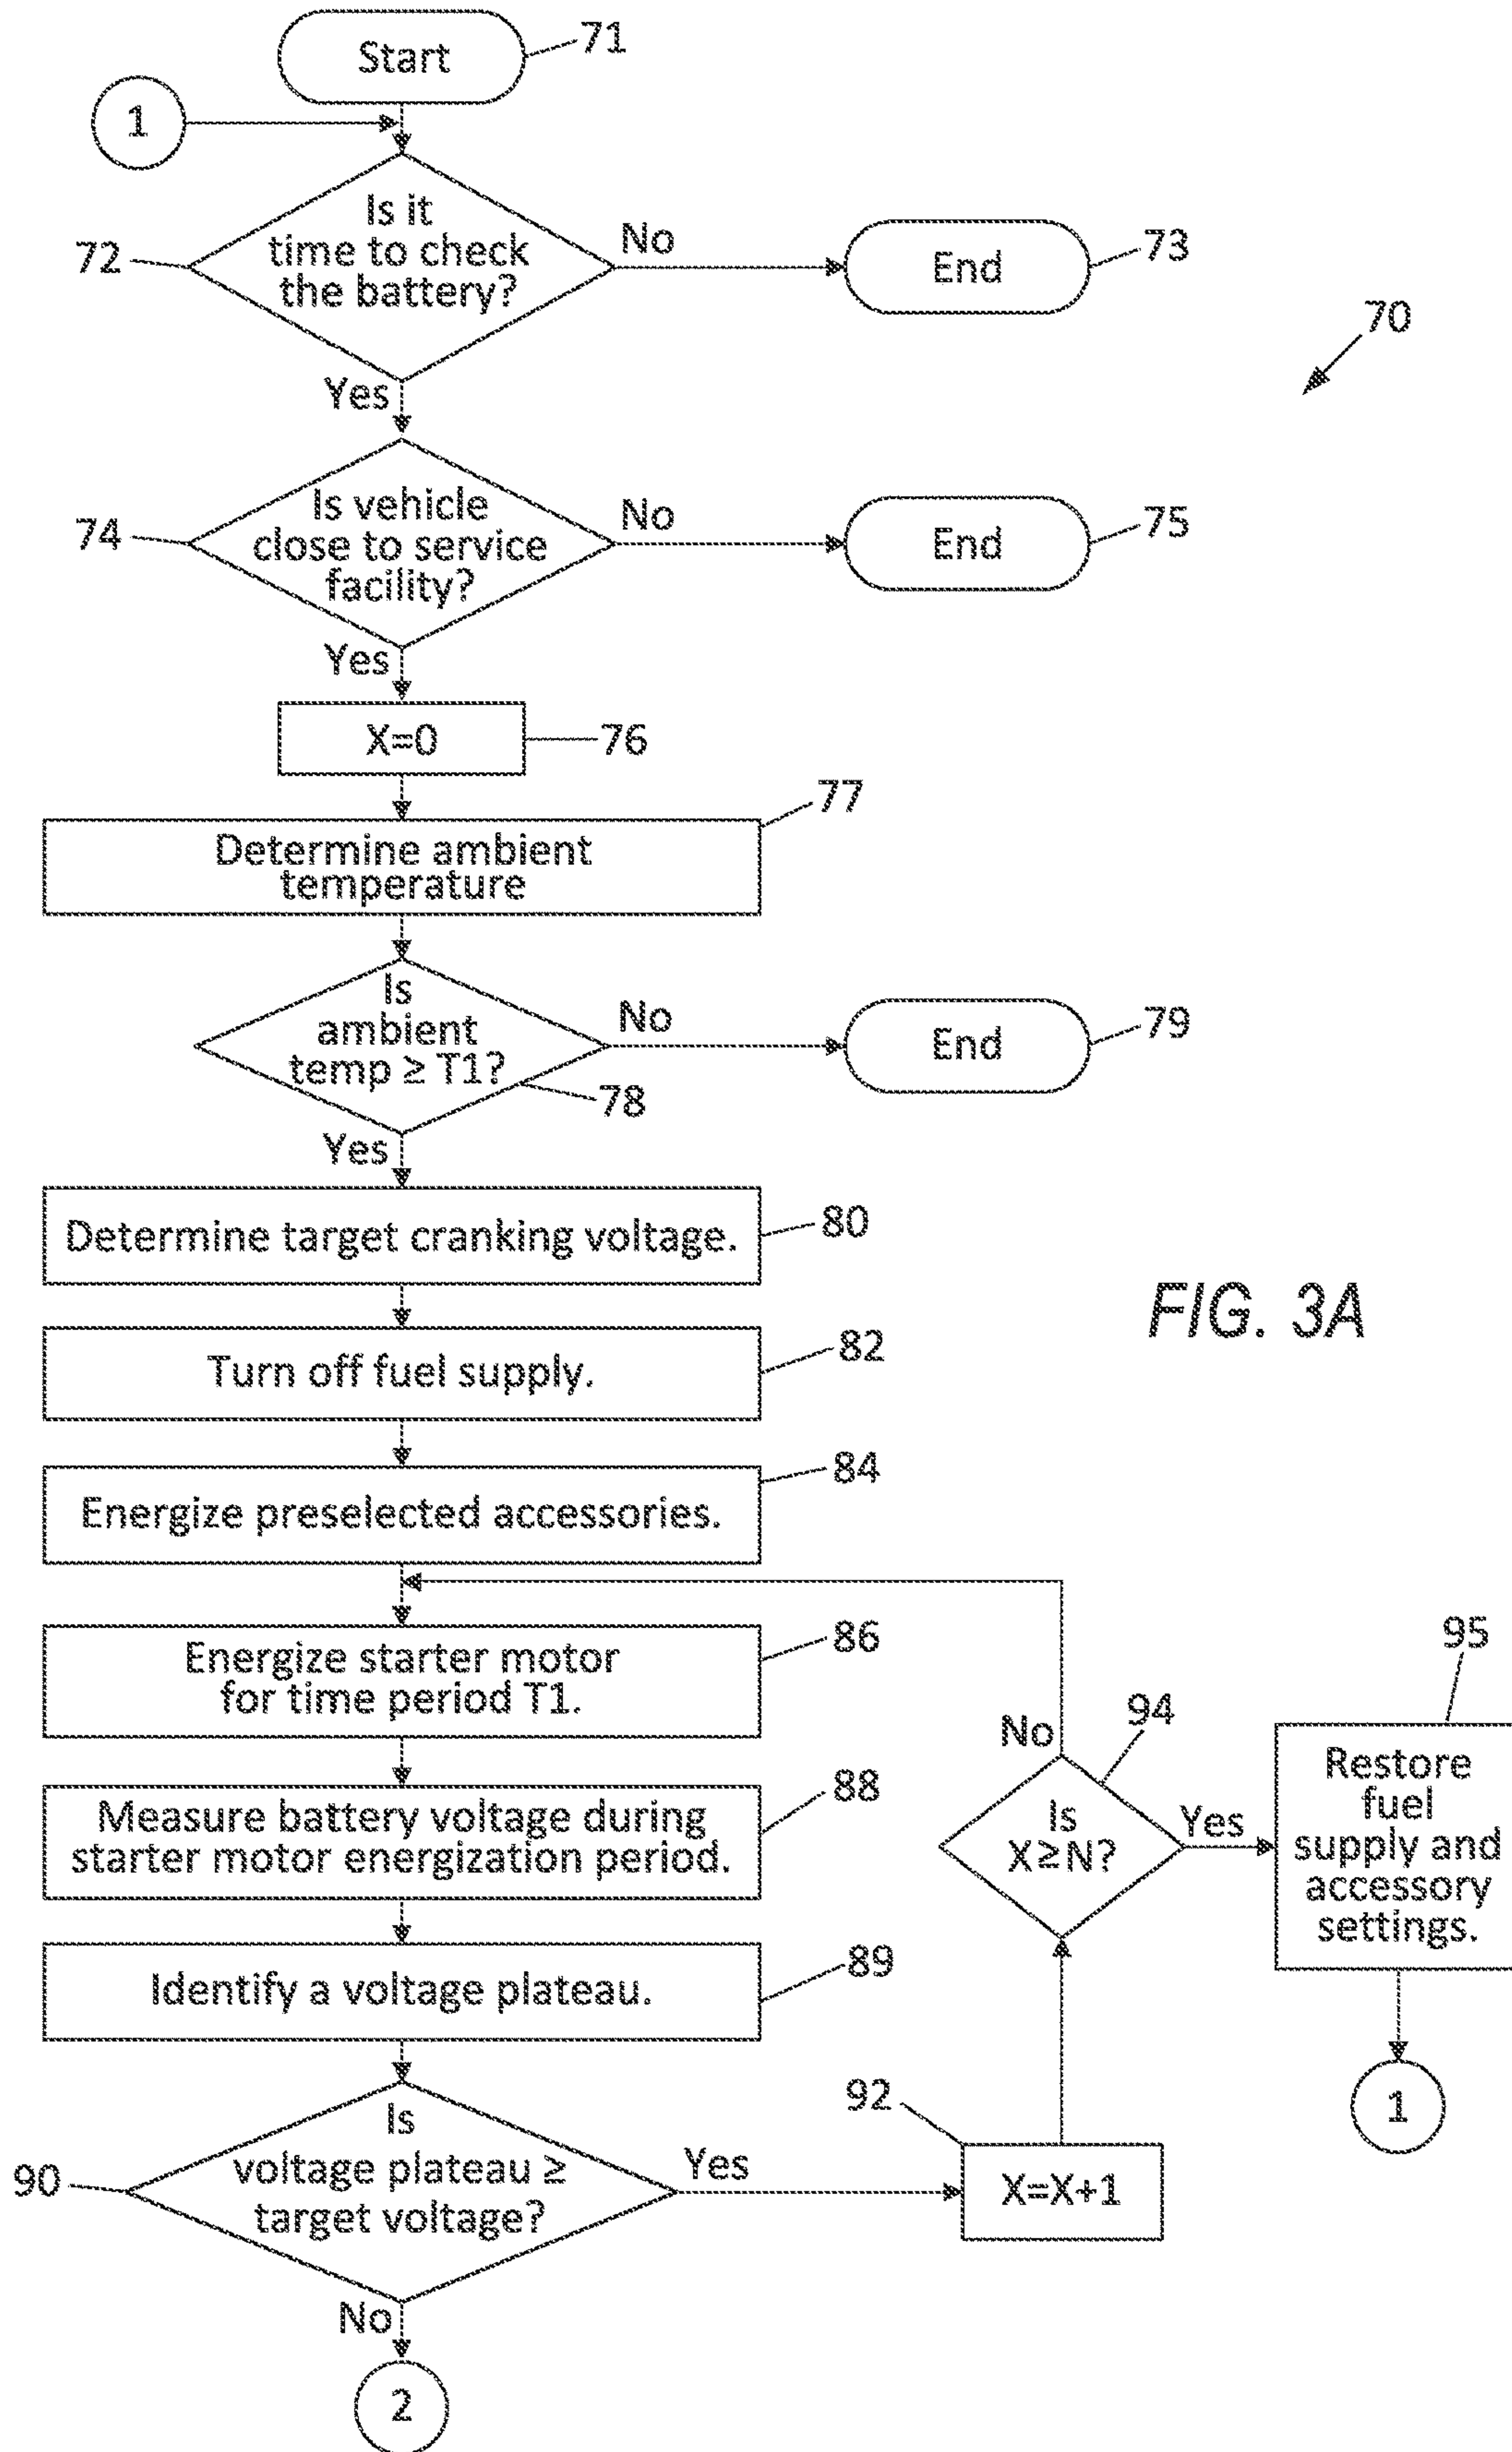 Start
71
1
Is it
time to check
the battery?
72
No
End
73
70
Yes
Is vehicle
close to service
facility?
74
No
End
75
Yes
X=0
76
77
Determine ambient
temperature
Is
ambient
temp ≥ T1?
78
No
End
79
Yes
Determine target cranking voltage.
80
FIG. 3A
Turn off fuel supply.
82
Energize preselected accessories.
84
Energize starter motor
for time period T1.
86
Measure battery voltage during
starter motor energization period.
88
Identify a voltage plateau.
89
Is
voltage plateau ≥
target voltage?
90
Yes
92
X=X+1
Is
X≥N?
94
No
Yes
95
Restore
fuel
supply and
accessory
settings.
1
No
2